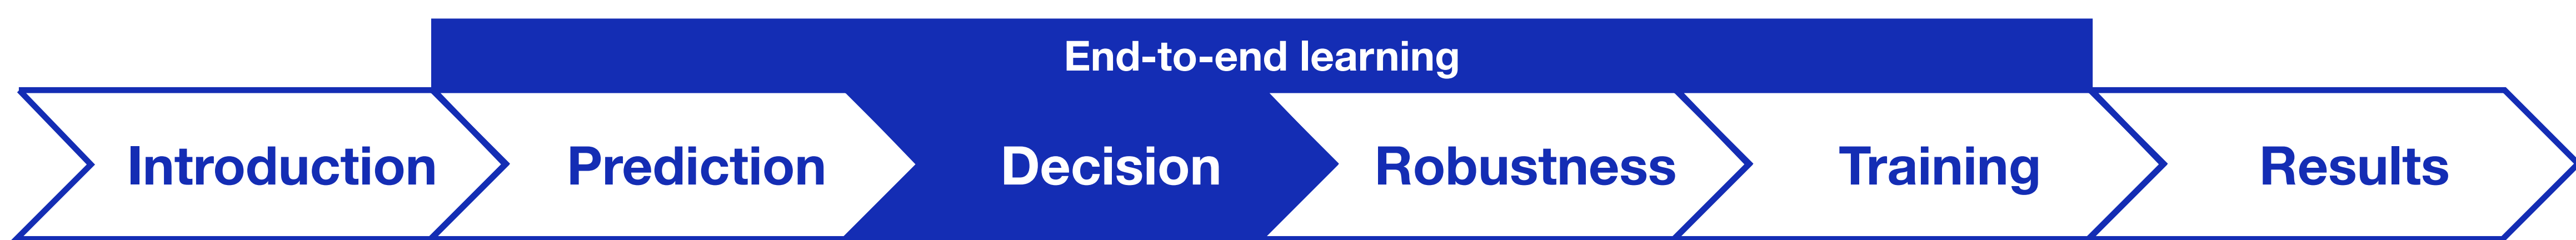 End-to-end learning
Introduction Prediction Decision Robustness Training Results